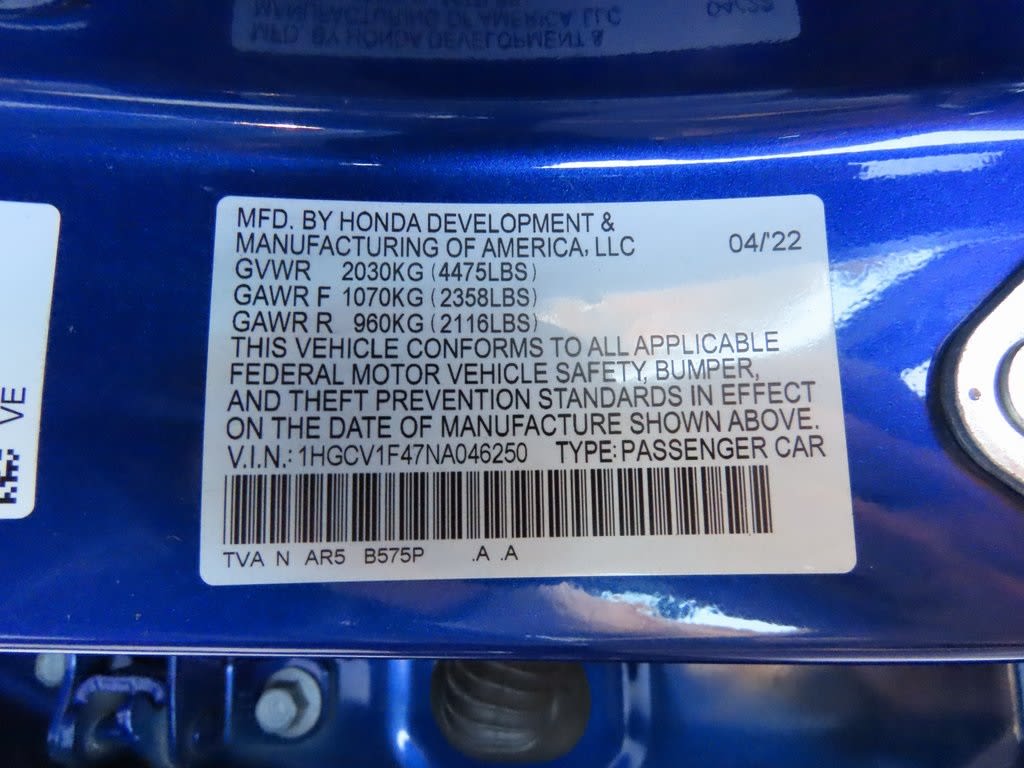 MFD. BY HONDA DEVELOPMENT &
MANUFACTURING OF AMERICA, LLC 04/'22
GVWR 2030KG (4475LBS)
GAWR F 1070KG (2358LBS)
GAWR R 960KG (2116LBS)
THIS VEHICLE CONFORMS TO ALL APPLICABLE
FEDERAL MOTOR VEHICLE SAFETY, BUMPER,
AND THEFT PREVENTION STANDARDS IN EFFECT
ON THE DATE OF MANUFACTURE SHOWN ABOVE.
V.I.N.: 1HGCV1F47NA046250 TYPE: PASSENGER CAR
TVA N AR5 B575P .A .A
VE